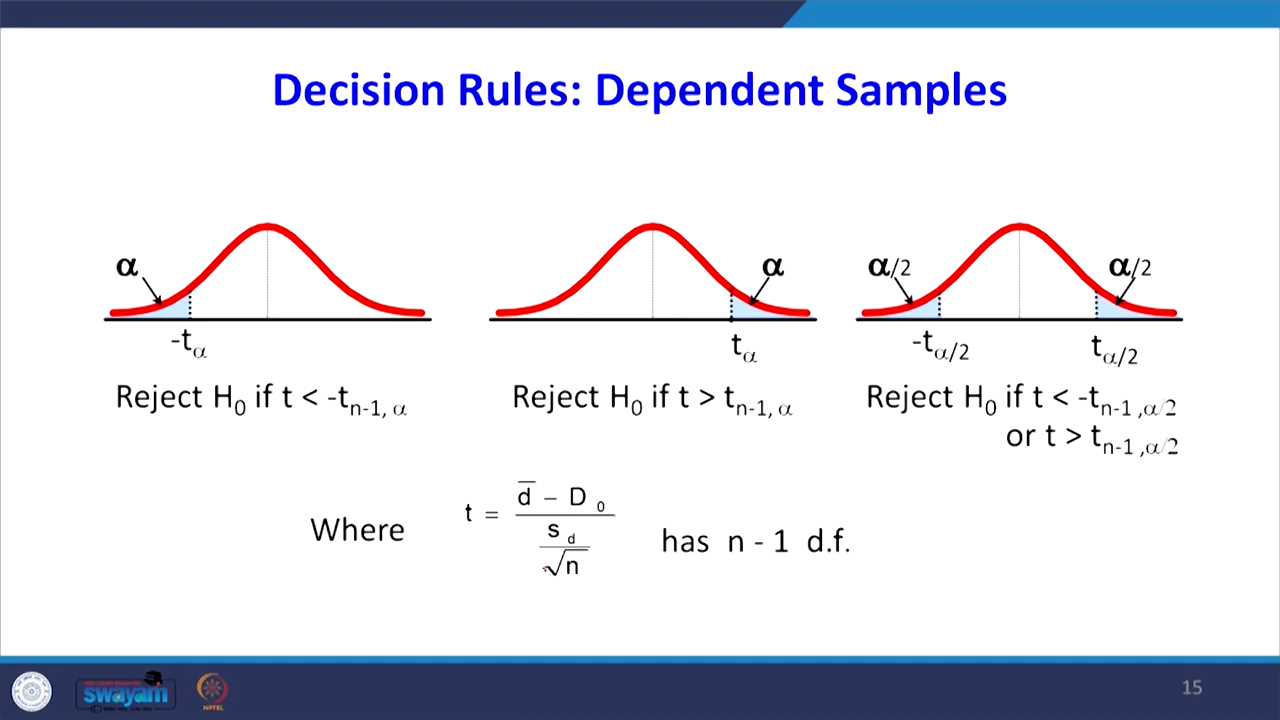 Decision Rules: Dependent Samples
α
α
α/2
α/2
-tα
tα
-tα/2
tα/2
Reject H0 if t < -tn-1, α
Reject H0 if t > tn-1, α
Reject H0 if t < -tn-1 ,α/2
or t > tn-1 ,α/2
Where
t = (d̅ − D0) / (sd / √n)
has n - 1 d.f.
swayam
NPTEL
15